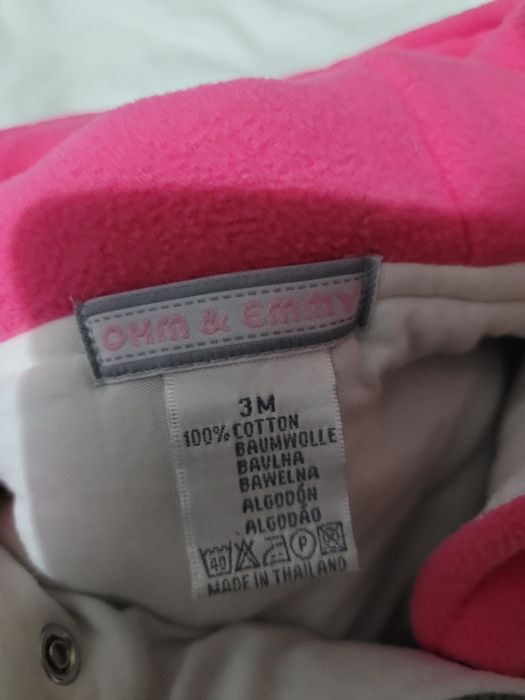 OHM & EMMY
3M
100% COTTON
BAUMWOLLE
BAVLNA
BAWELNA
ALGODÓN
ALGODÃO
40 P
MADE IN THAILAND